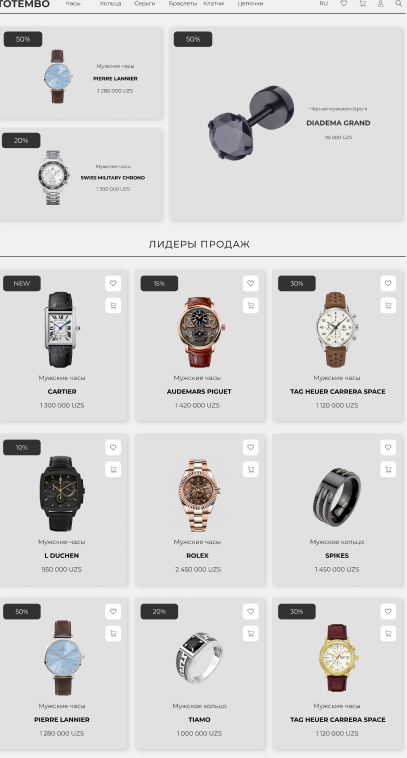 TOTEMBO Часы Кольца Серьги Браслеты Клатчи Цепочки RU
50%
Мужские часы
PIERRE LANNIER
1 280 000 UZS
20%
Мужские часы
SWISS MILITARY CHRONO
1 500 000 UZS
50%
Черная мужская серьга
DIADEMA GRAND
95 000 UZS
ЛИДЕРЫ ПРОДАЖ
NEW
Мужские часы
CARTIER
1 300 000 UZS
15%
Мужские часы
AUDEMARS PIGUET
1 420 000 UZS
30%
Мужские часы
TAG HEUER CARRERA SPACE
1 120 000 UZS
10%
Мужские часы
L DUCHEN
950 000 UZS
Мужские часы
ROLEX
2 450 000 UZS
Мужское кольцо
SPIKES
1 450 000 UZS
50%
Мужские часы
PIERRE LANNIER
1 280 000 UZS
20%
Мужское кольцо
TIAMO
1 000 000 UZS
30%
Мужские часы
TAG HEUER CARRERA SPACE
1 120 000 UZS